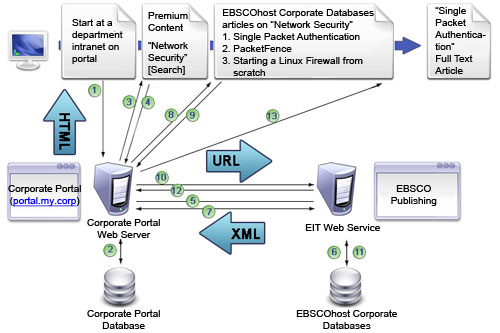 Start at a
department
intranet on
portal
Premium
Content
“Network
Security”
[Search]
EBSCOhost Corporate Databases
articles on “Network Security”
1. Single Packet Authentication
2. PacketFence
3. Starting a Linux Firewall from
scratch
“Single
Packet
Authentica-
tion”
Full Text
Article
1
3
4
8
9
13
HTML
URL
Corporate Portal
(portal.my.corp)
10
12
5
7
EBSCO
Publishing
Corporate Portal
Web Server
XML
EIT Web Service
2
6
11
Corporate Portal
Database
EBSCOhost Corporate
Databases